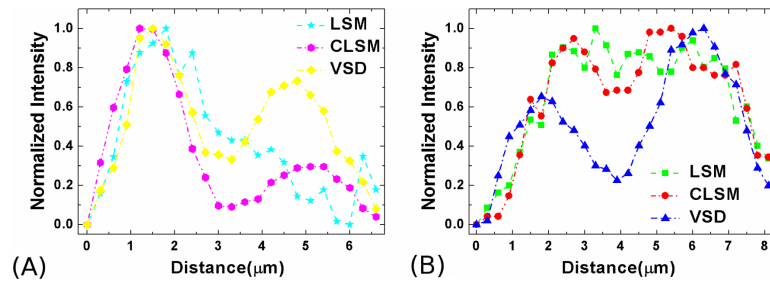 LSM
CLSM
VSD
Normalized Intensity
1.0
0.8
0.6
0.4
0.2
0.0
0 1 2 3 4 5 6
Distance(μm)
(A)
LSM
CLSM
VSD
Normalized Intensity
1.0
0.8
0.6
0.4
0.2
0.0
0 1 2 3 4 5 6 7 8
Distance(μm)
(B)